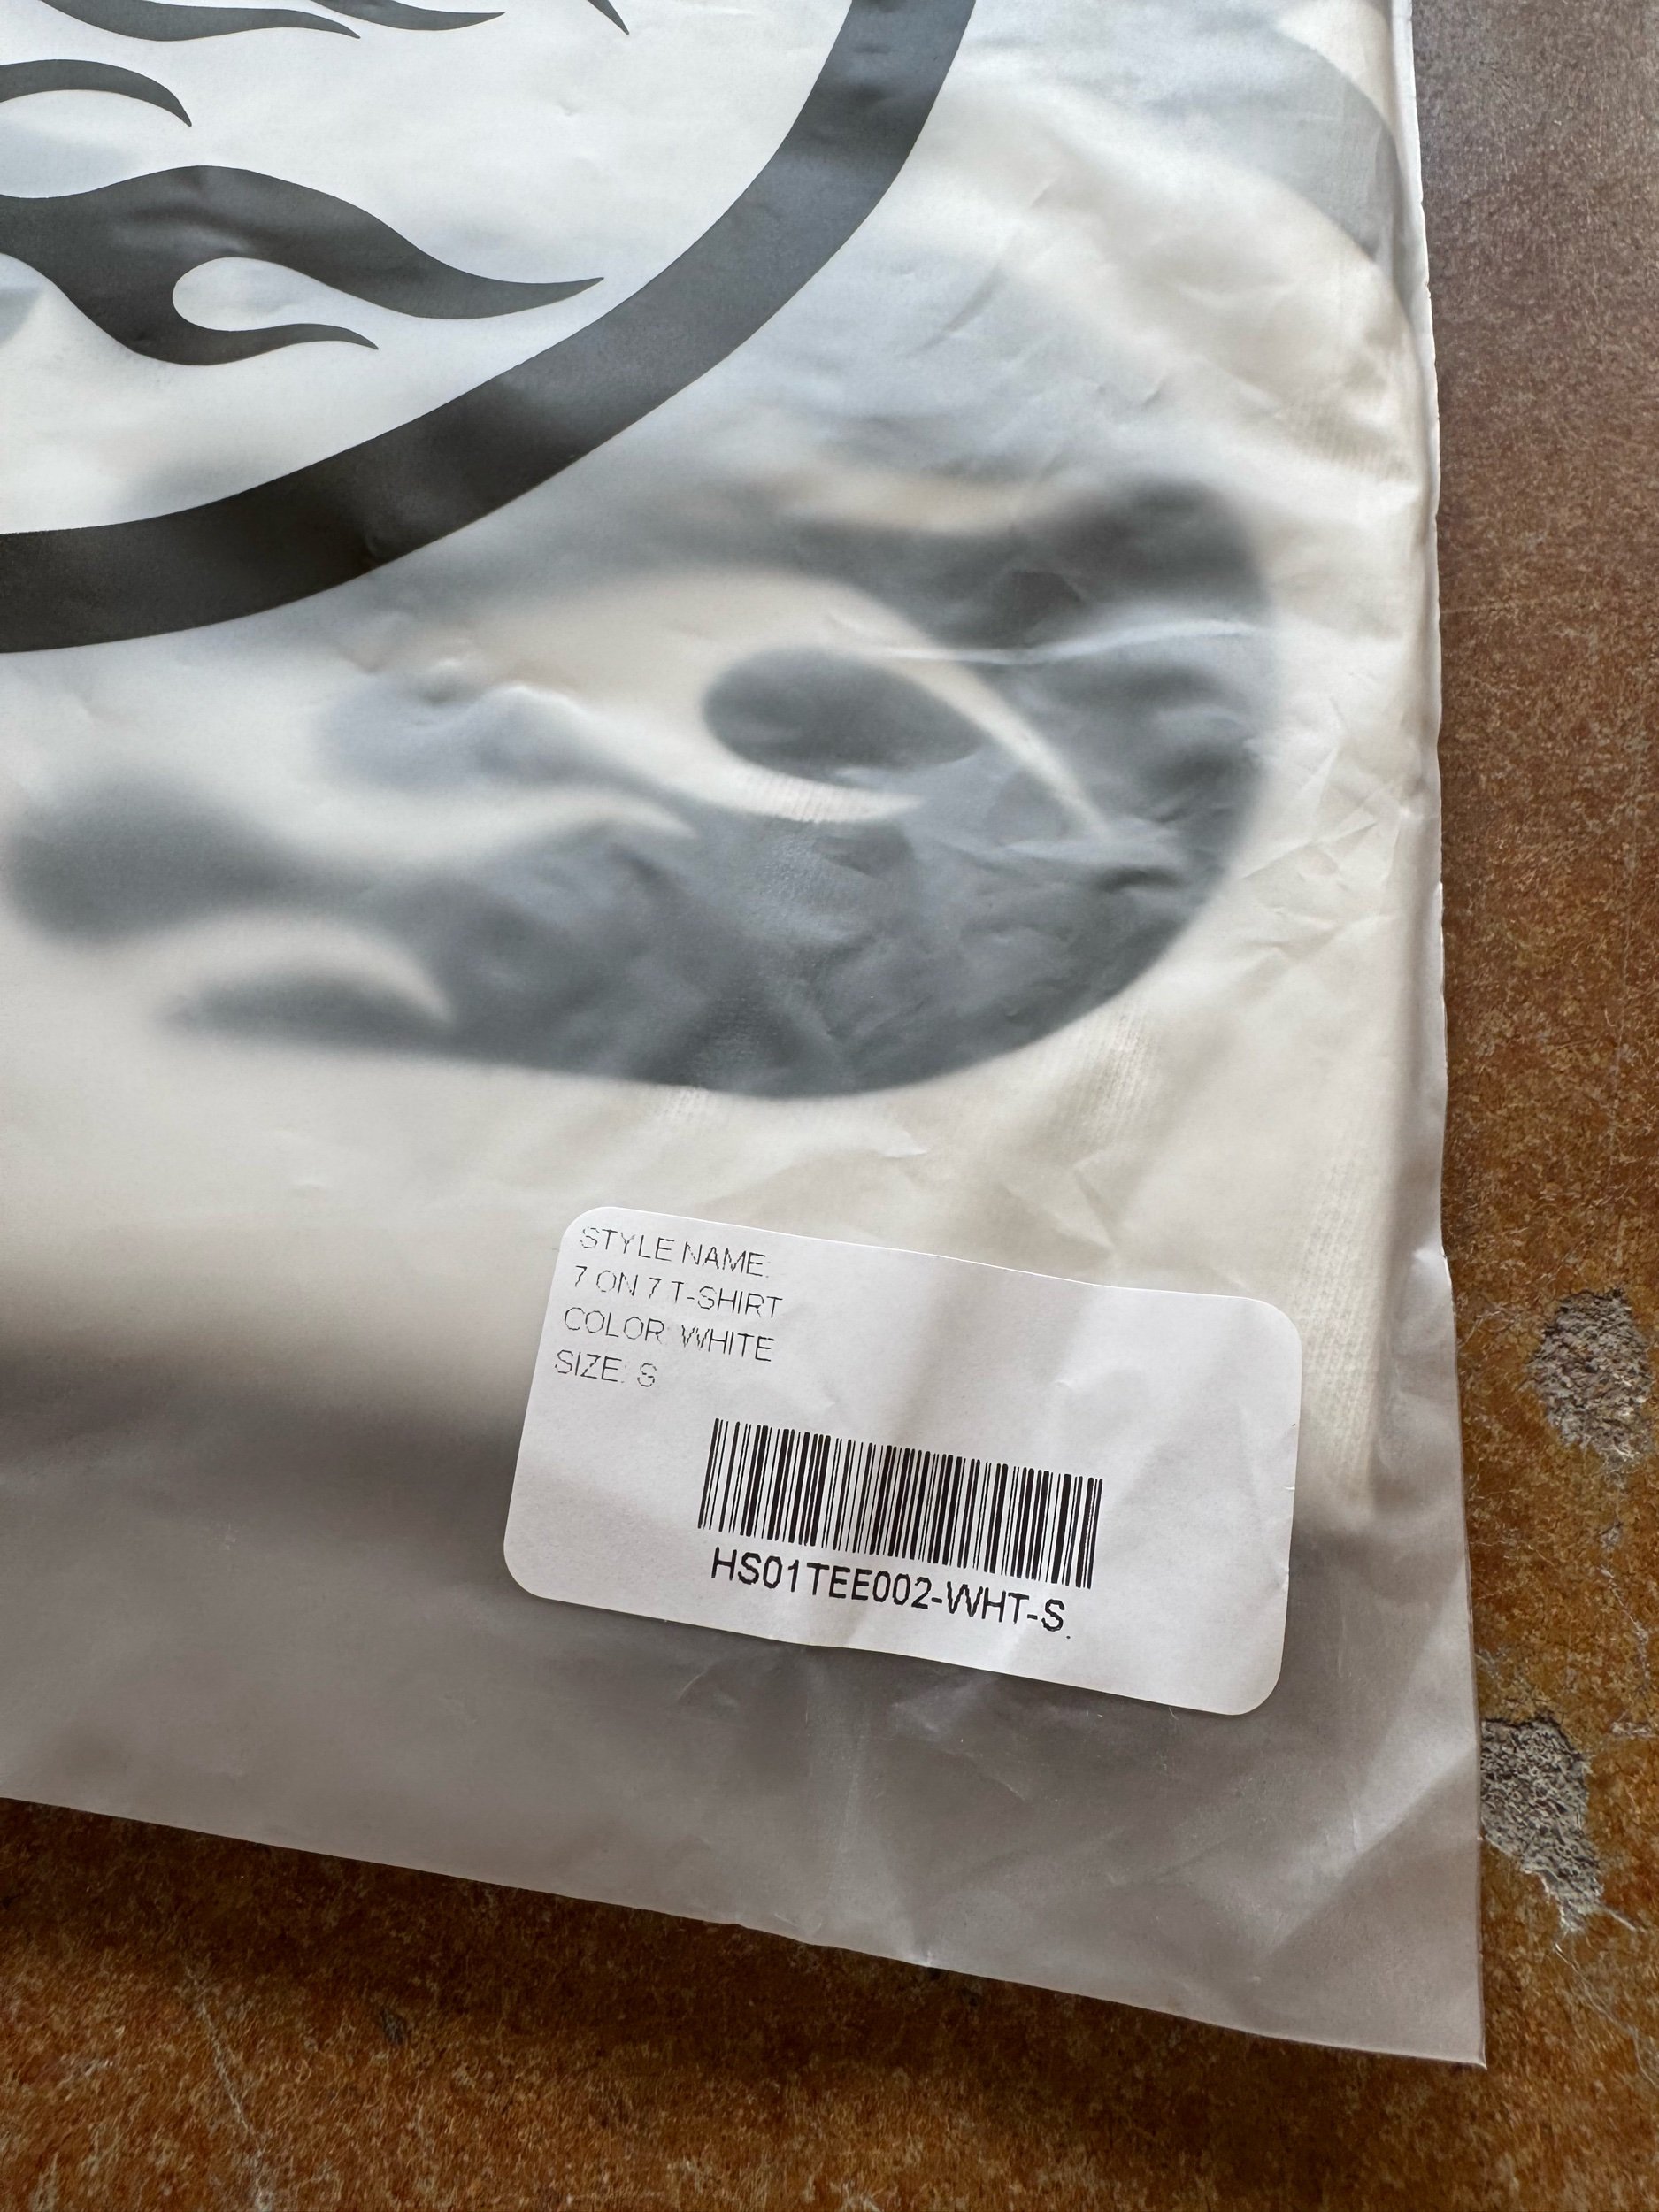 STYLE NAME:
7 ON 7 T-SHIRT
COLOR: WHITE
SIZE: S
HS01TEE002-WHT-S